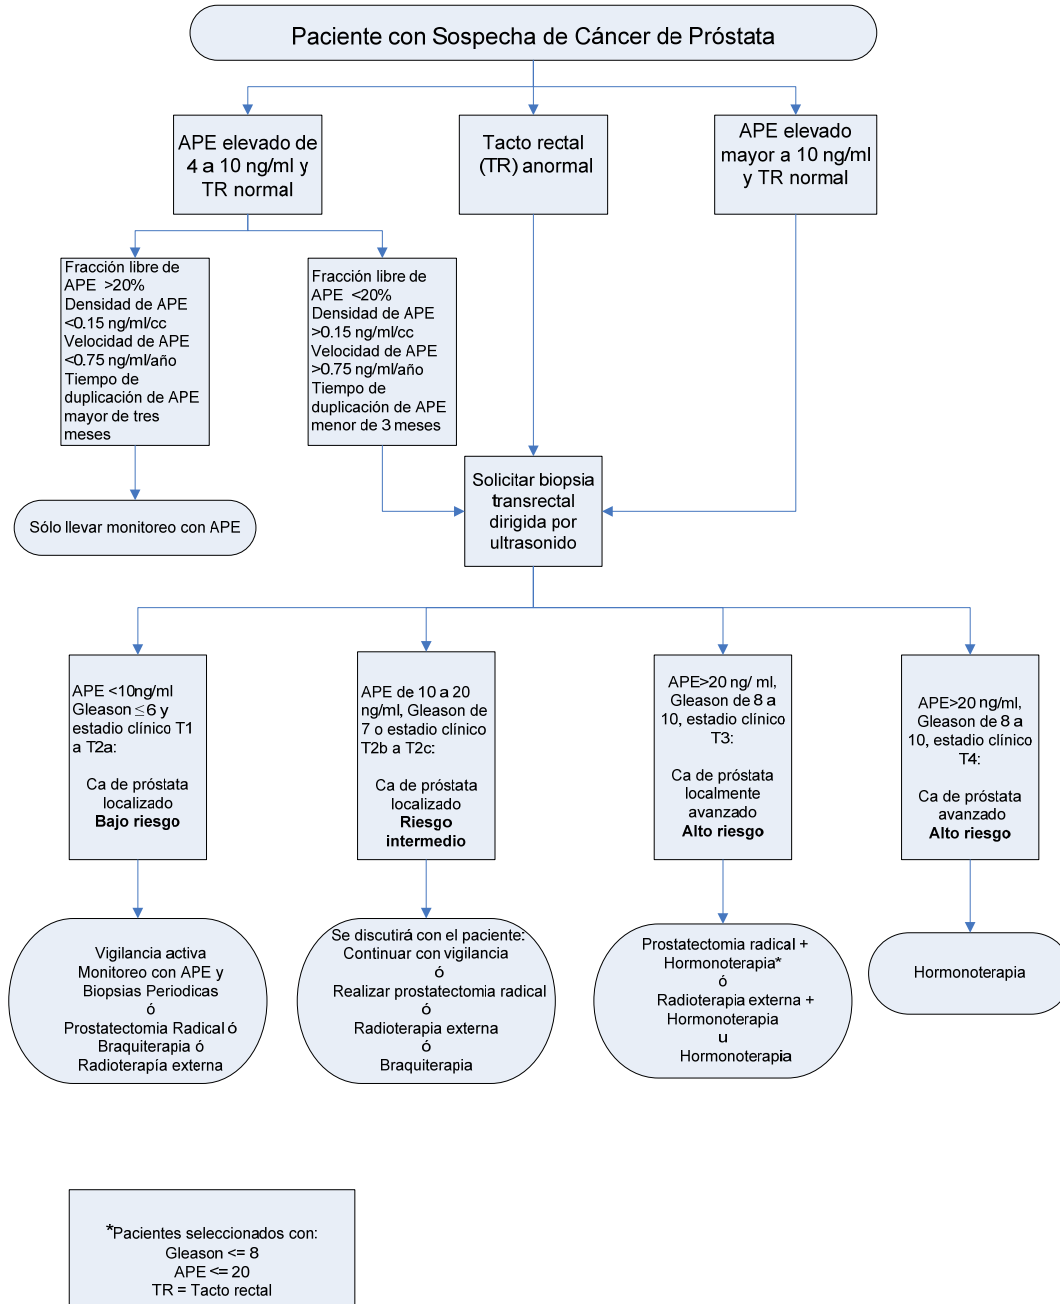 Paciente con Sospecha de Cáncer de Próstata
APE elevado de
4 a 10 ng/ml y
TR normal
Tacto rectal
(TR) anormal
APE elevado
mayor a 10 ng/ml
y TR normal
Fracción libre de
APE >20%
Densidad de APE
<0.15 ng/ml/cc
Velocidad de APE
<0.75 ng/ml/año
Tiempo de
duplicación de APE
mayor de tres
meses
Fracción libre de
APE <20%
Densidad de APE
>0.15 ng/ml/cc
Velocidad de APE
>0.75 ng/ml/año
Tiempo de
duplicación de APE
menor de 3 meses
Sólo llevar monitoreo con APE
Solicitar biopsia
transrectal
dirigida por
ultrasonido
APE <10ng/ml
Gleason ≤6 y
estadio clínico T1
a T2a:
Ca de próstata
localizado
Bajo riesgo
APE de 10 a 20
ng/ml, Gleason de
7 o estadio clínico
T2b a T2c:
Ca de próstata
localizado
Riesgo
intermedio
APE>20 ng/ ml,
Gleason de 8 a
10, estadio clínico
T3:
Ca de próstata
localmente
avanzado
Alto riesgo
APE>20 ng/ml,
Gleason de 8 a
10, estadio clínico
T4:
Ca de próstata
avanzado
Alto riesgo
Vigilancia activa
Monitoreo con APE y
Biopsias Periodicas
ó
Prostatectomia Radical ó
Braquiterapia ó
Radioterapía externa
Se discutirá con el paciente:
Continuar con vigilancia
ó
Realizar prostatectomia radical
ó
Radioterapia externa
ó
Braquiterapia
Prostatectomia radical +
Hormonoterapia*
ó
Radioterapia externa +
Hormonoterapia
u
Hormonoterapia
Hormonoterapia
*Pacientes seleccionados con:
Gleason <= 8
APE <= 20
TR = Tacto rectal